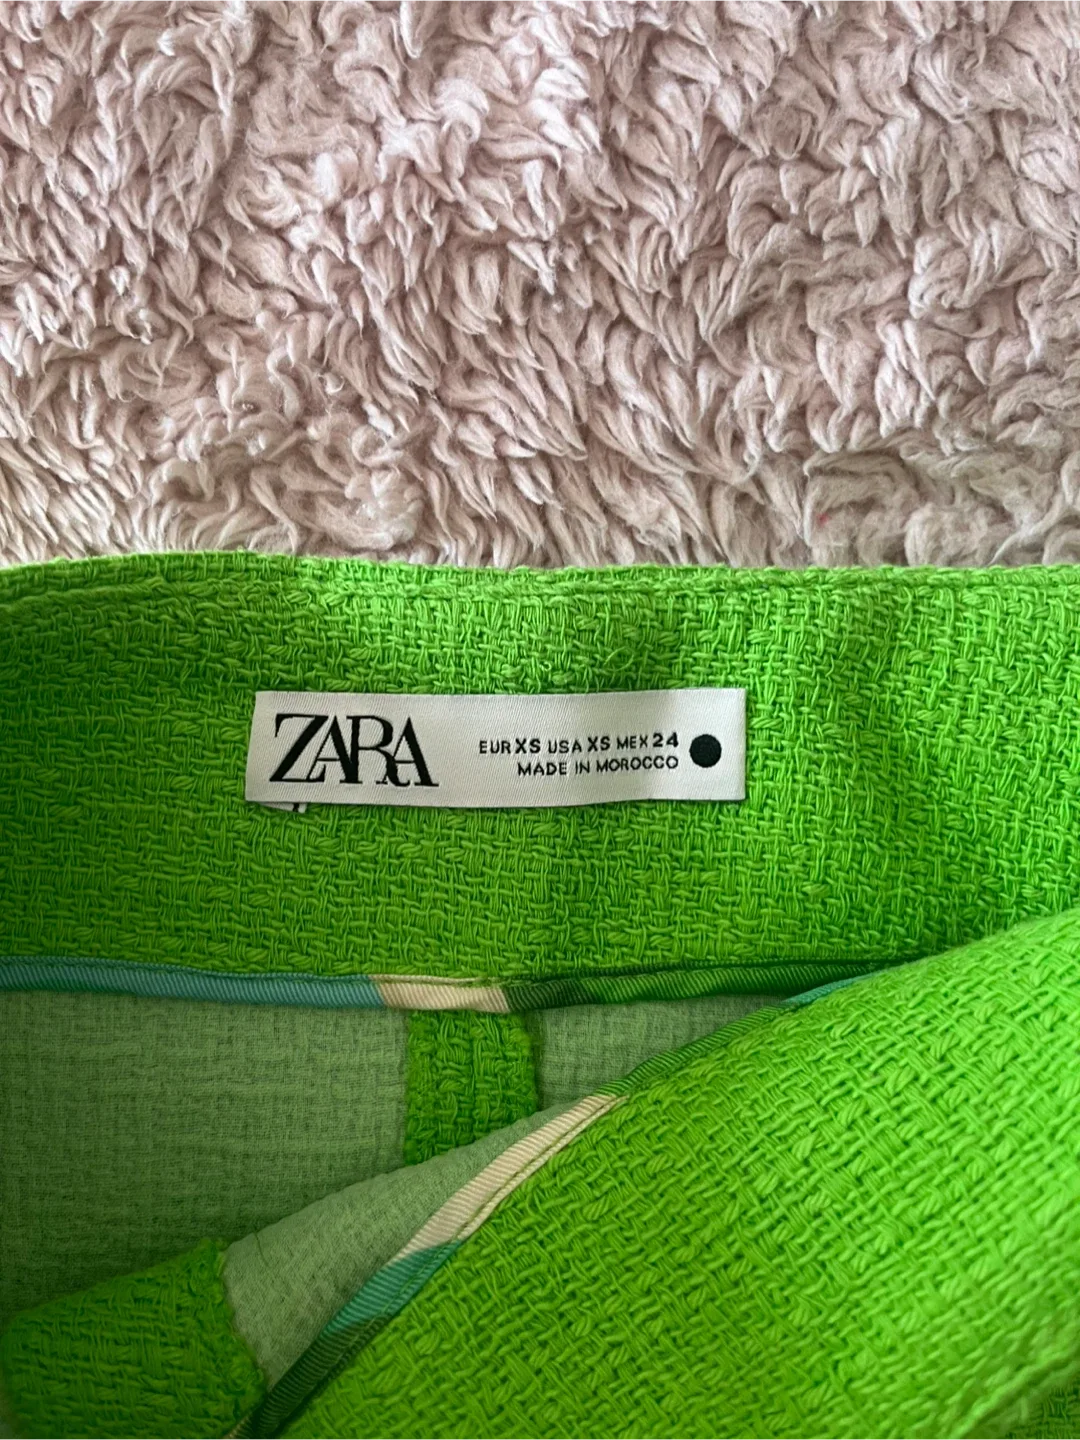 ZARA
EUR XS USA XS MEX 24
MADE IN MOROCCO